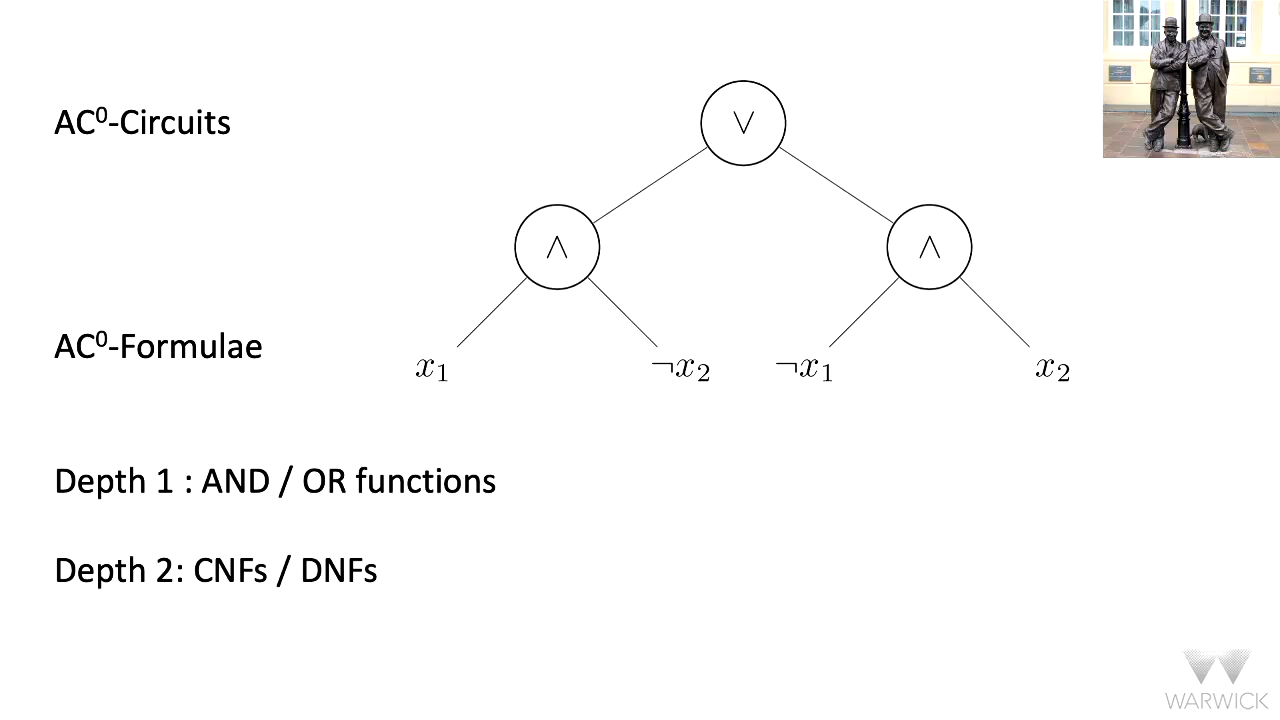 AC⁰-Circuits
∨
∧ ∧
AC⁰-Formulae
x₁ ¬x₂ ¬x₁ x₂
Depth 1 : AND / OR functions
Depth 2: CNFs / DNFs
WARWICK